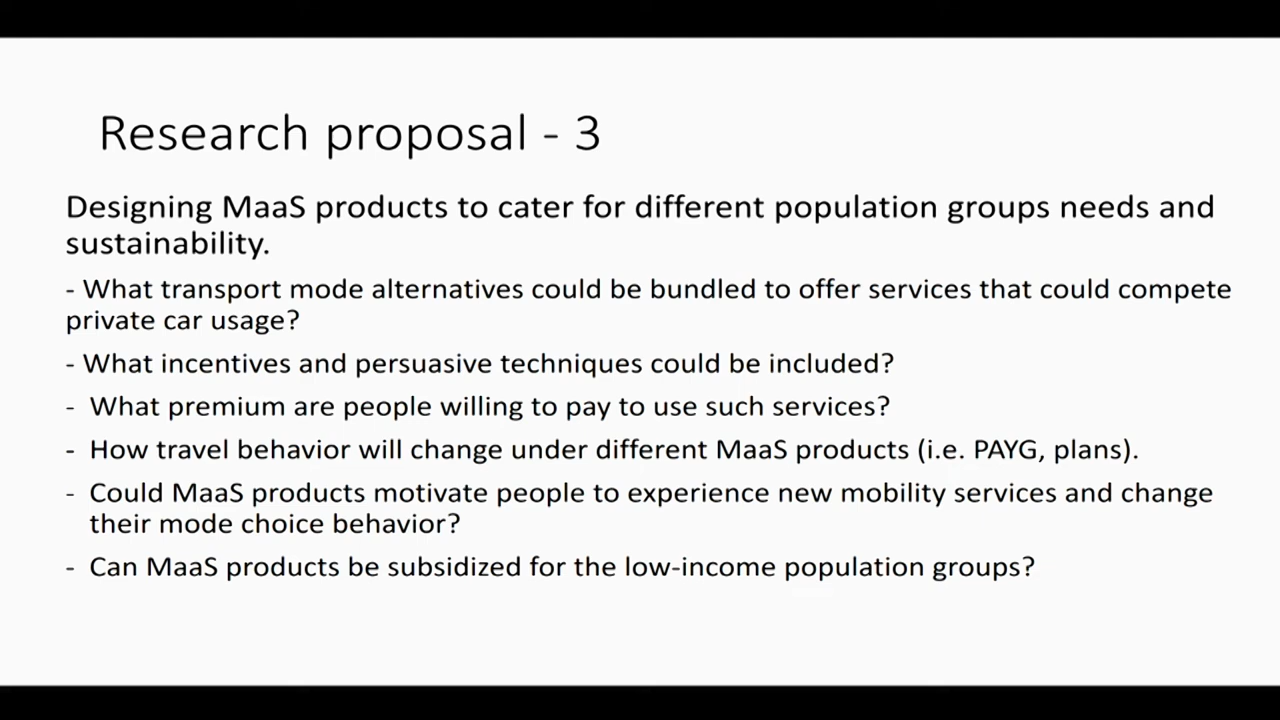 Research proposal - 3
Designing MaaS products to cater for different population groups needs and
sustainability.
- What transport mode alternatives could be bundled to offer services that could compete
private car usage?
- What incentives and persuasive techniques could be included?
- What premium are people willing to pay to use such services?
- How travel behavior will change under different MaaS products (i.e. PAYG, plans).
- Could MaaS products motivate people to experience new mobility services and change
their mode choice behavior?
- Can MaaS products be subsidized for the low-income population groups?